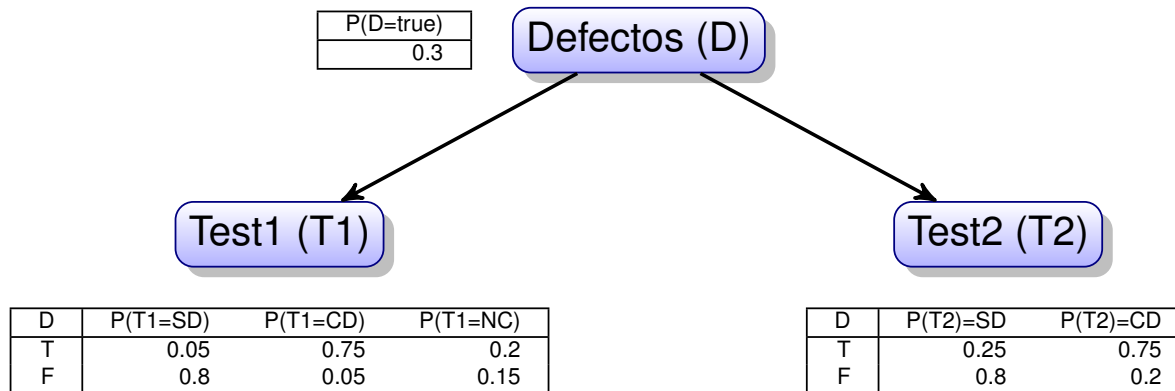 P(D=true)
0.3
Defectos (D)
Test1 (T1)
Test2 (T2)
D P(T1=SD) P(T1=CD) P(T1=NC)
T 0.05 0.75 0.2
F 0.8 0.05 0.15
D P(T2)=SD P(T2)=CD
T 0.25 0.75
F 0.8 0.2